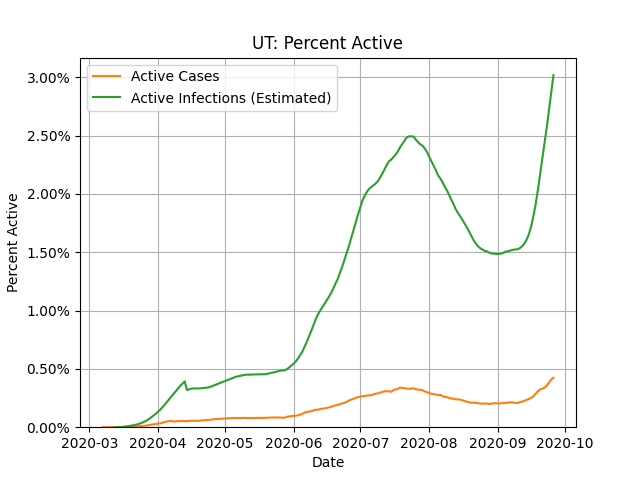 UT: Percent Active
Active Cases
Active Infections (Estimated)
Percent Active
3.00%
2.50%
2.00%
1.50%
1.00%
0.50%
0.00%
2020-03 2020-04 2020-05 2020-06 2020-07 2020-08 2020-09 2020-10
Date